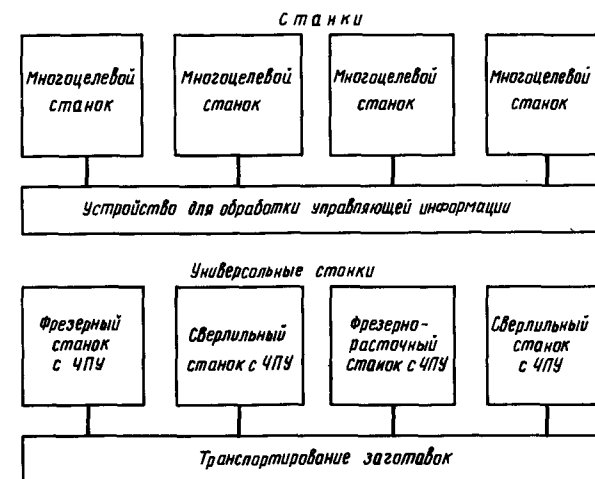 Станки
Многоцелевой
станок
Многоцелевой
станок
Многоцелевой
станок
Многоцелевой
станок
Устройство для обработки управляющей информации
Универсальные станки
Фрезерный
станок
с ЧПУ
Сверлильный
станок с ЧПУ
Фрезерно-
расточный
станок с ЧПУ
Сверлильный
станок
с ЧПУ
Транспортирование заготовок